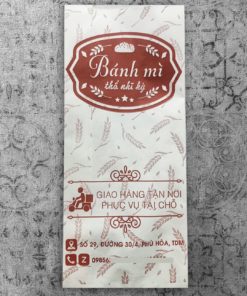 Bánh mì
thổ nhĩ kỳ
GIAO HÀNG TẬN NƠI
PHỤC VỤ TẠI CHỖ
SỐ 29, ĐƯỜNG 30/4, PHÚ HÒA, TDM
Z
09856